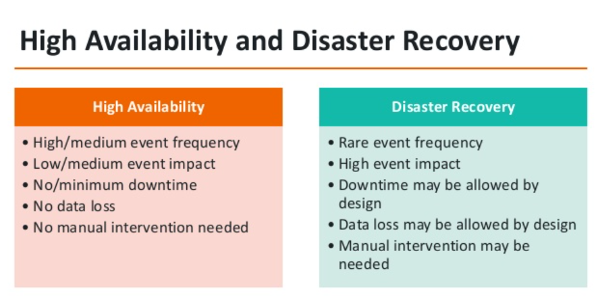 High Availability and Disaster Recovery
High Availability
• High/medium event frequency
• Low/medium event impact
• No/minimum downtime
• No data loss
• No manual intervention needed
Disaster Recovery
• Rare event frequency
• High event impact
• Downtime may be allowed by
design
• Data loss may be allowed by design
• Manual intervention may be
needed